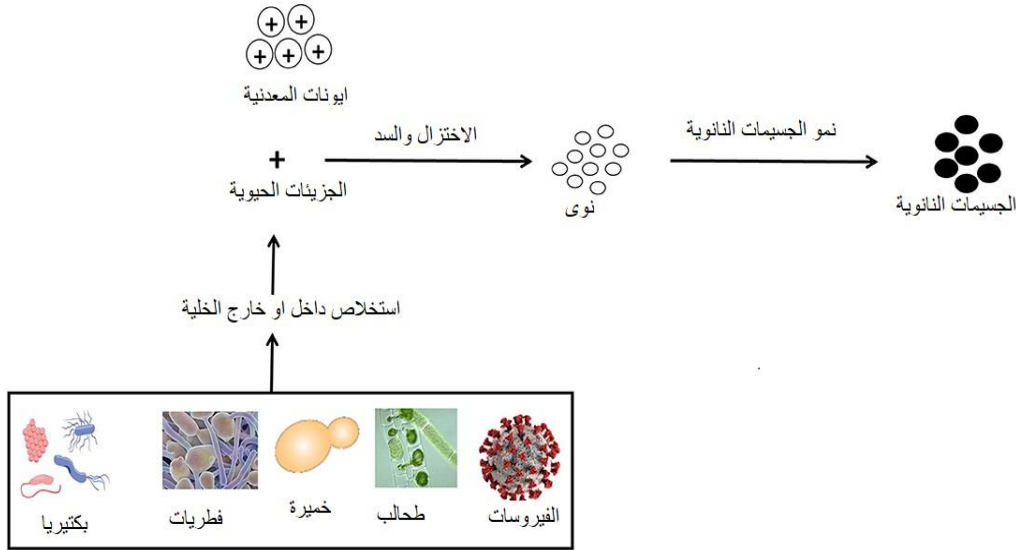 ايونات المعدنية
+
الجزيئات الحيوية
الاختزال والسد
نوى
نمو الجسيمات النانوية
الجسيمات النانوية
استخلاص داخل او خارج الخلية
بكتيريا
فطريات
خميرة
طحالب
الفيروسات